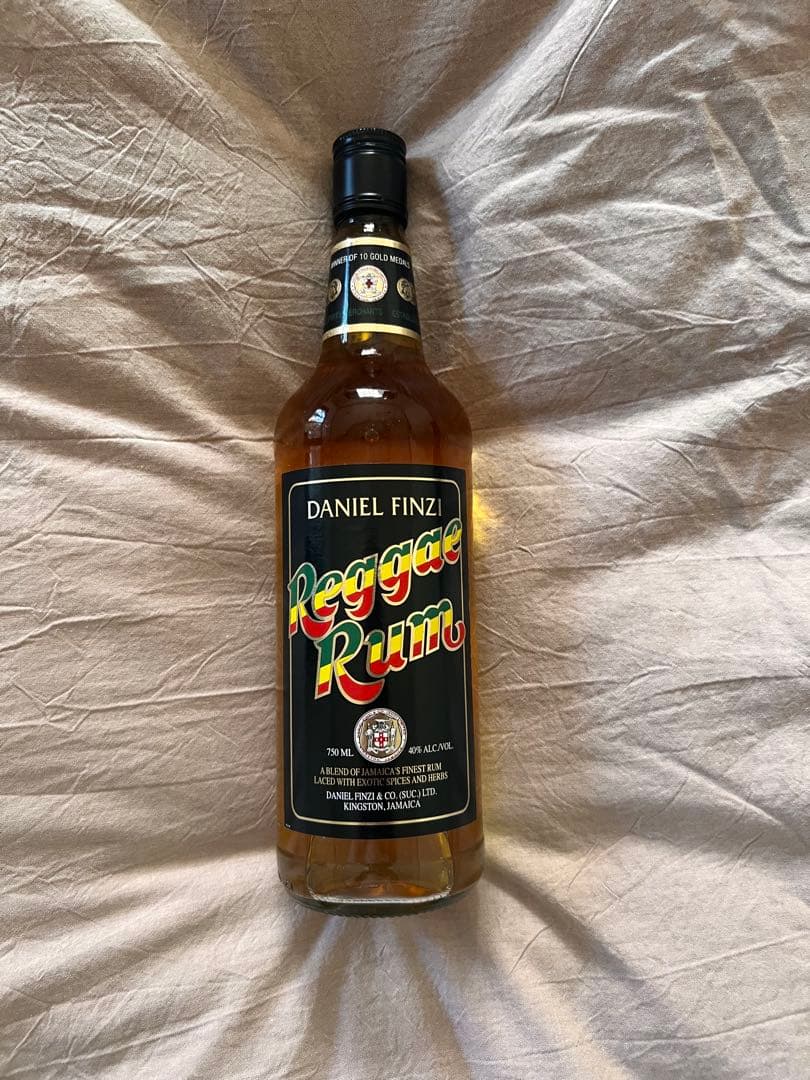 WINNER OF 10 GOLD MEDALS
DANIEL FINZI
Reggae
Rum
750 ML.
40% ALC./VOL.
A BLEND OF JAMAICA'S FINEST RUM
LACED WITH EXOTIC SPICES AND HERBS
DANIEL FINZI & CO. (SUC.) LTD.
KINGSTON, JAMAICA